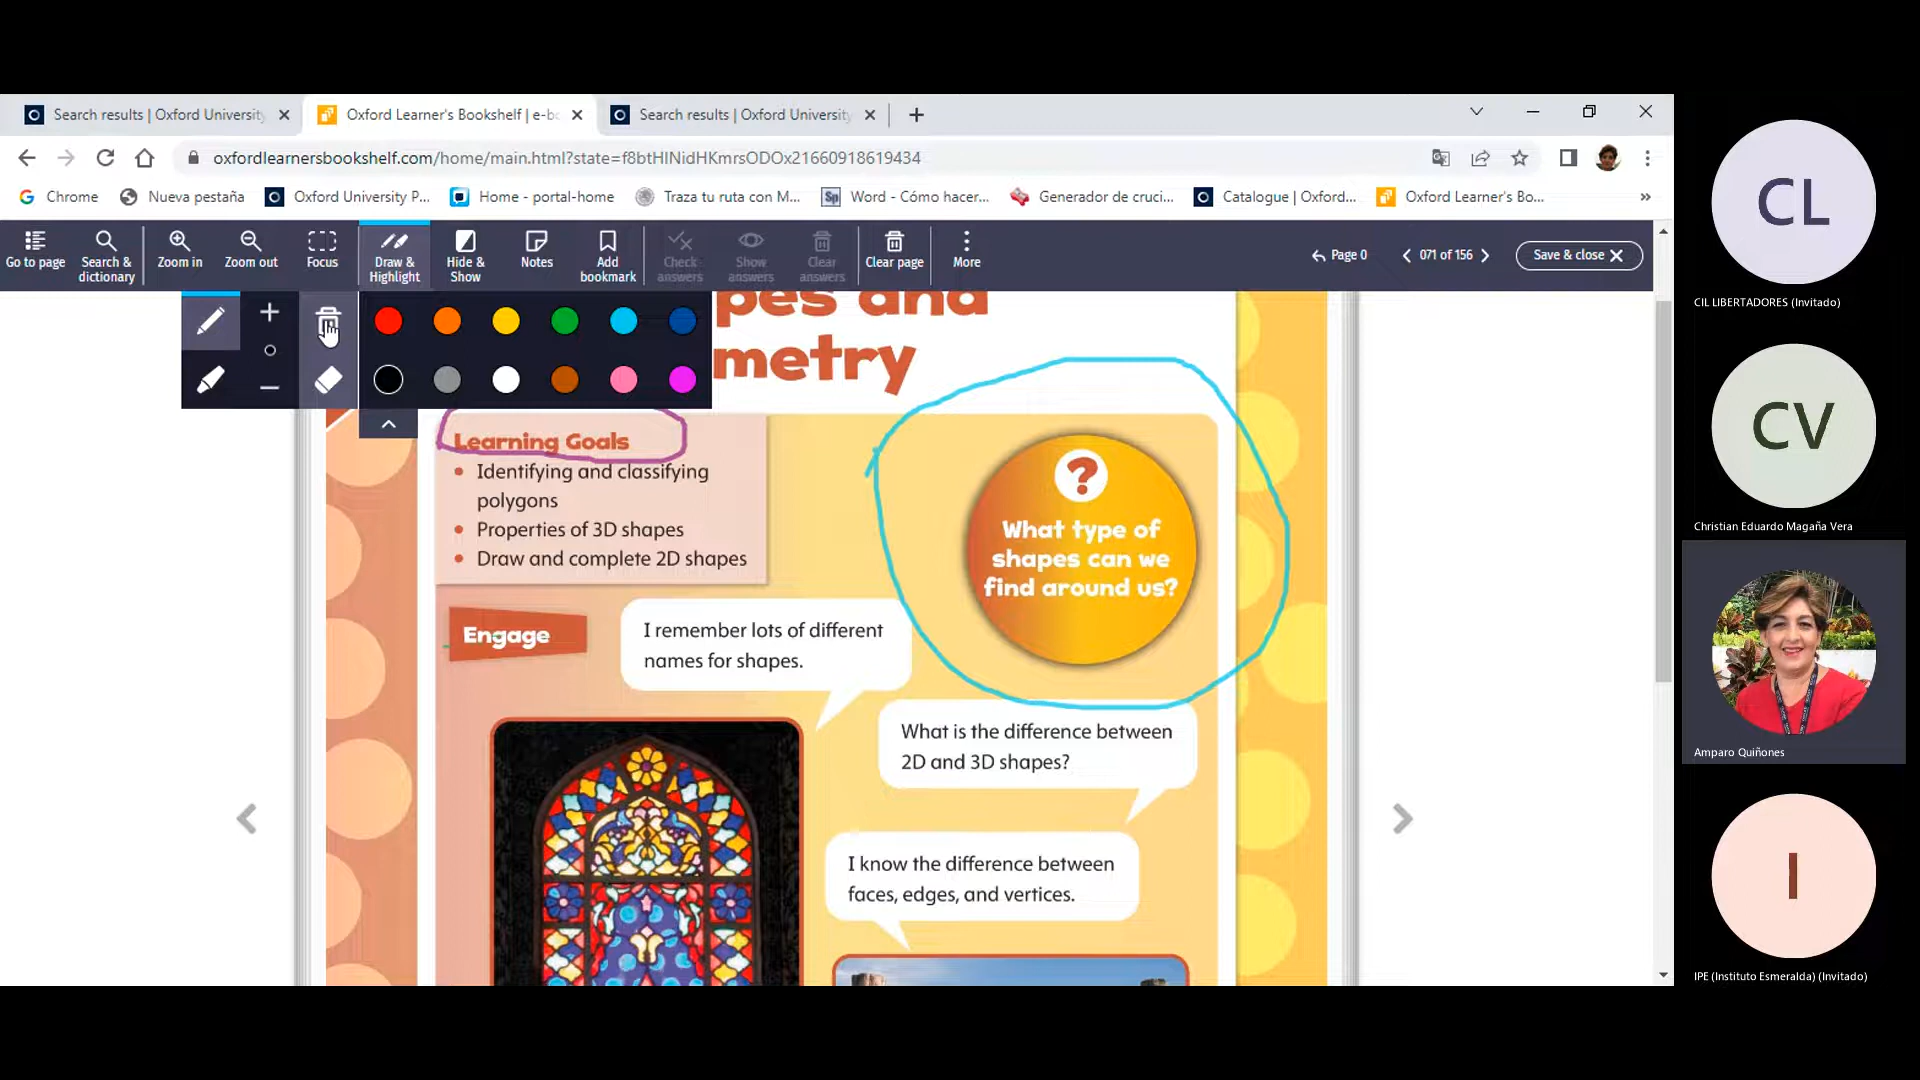 Search results | Oxford University
Oxford Learner's Bookshelf | e-bo
Search results | Oxford University
oxfordlearnersbookshelf.com/home/main.html?state=f8btHINidHKmrsODOx21660918619434
Chrome
Nueva pestaña
Oxford University P...
Home - portal-home
Traza tu ruta con M...
Sp
Word - Cómo hacer...
Generador de cruci...
Catalogue | Oxford...
Oxford Learner's Bo...
»
Go to page
Search & dictionary
Zoom in
Zoom out
Focus
Draw & Highlight
Hide & Show
Notes
Add bookmark
Check answers
Show answers
Clear answers
Clear page
More
Page 0
071 of 156
Save & close
pes and
metry
Learning Goals
• Identifying and classifying
polygons
• Properties of 3D shapes
• Draw and complete 2D shapes
?
What type of
shapes can we
find around us?
Engage
I remember lots of different
names for shapes.
What is the difference between
2D and 3D shapes?
I know the difference between
faces, edges, and vertices.
CL
CIL LIBERTADORES (Invitado)
CV
Christian Eduardo Magaña Vera
Amparo Quiñones
I
IPE (Instituto Esmeralda) (Invitado)